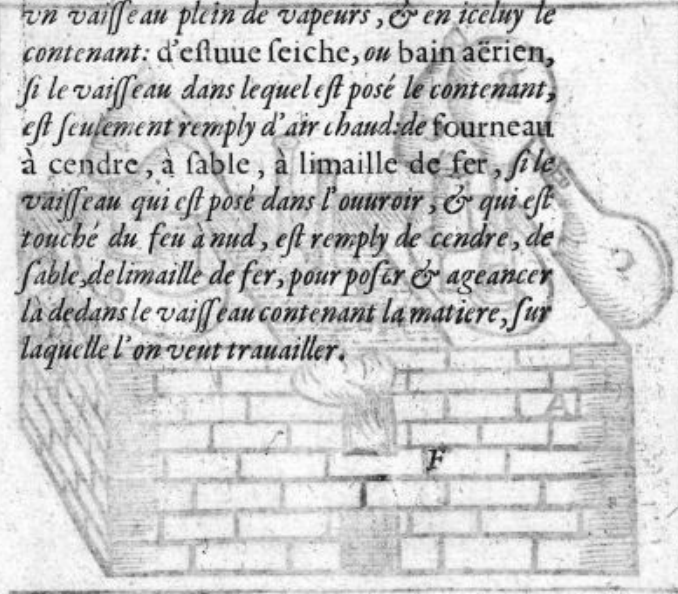 vn vaisseau plein de vapeurs, & en iceluy le
contenant: d'estuue seiche, ou bain aërien,
si le vaisseau dans lequel est posé le contenant,
est seulement remply d'air chaud: de fourneau
à cendre, à sable, à limaille de fer, si le
vaisseau qui est posé dans l'ouuroir, & qui est
touché du feu a nud, est remply de cendre, de
sable, de limaille de fer, pour poser & ageancer
là dedans le vaisseau contenant la matiere, sur
laquelle l'on veut trauailler.
F